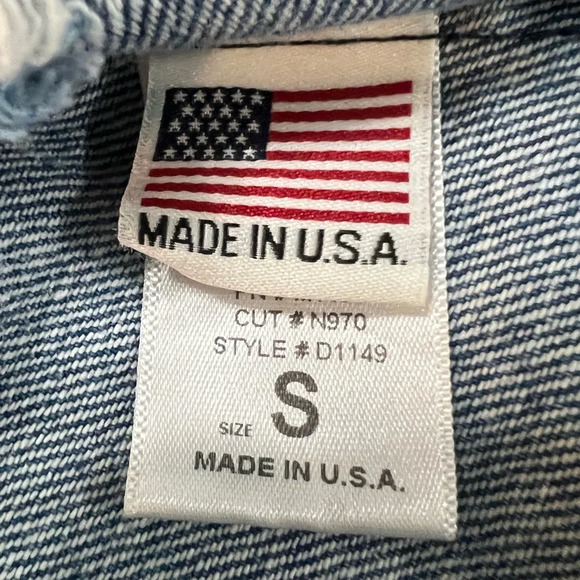 MADE IN U.S.A.
CUT # N970
STYLE # D1149
SIZE S
MADE IN U.S.A.